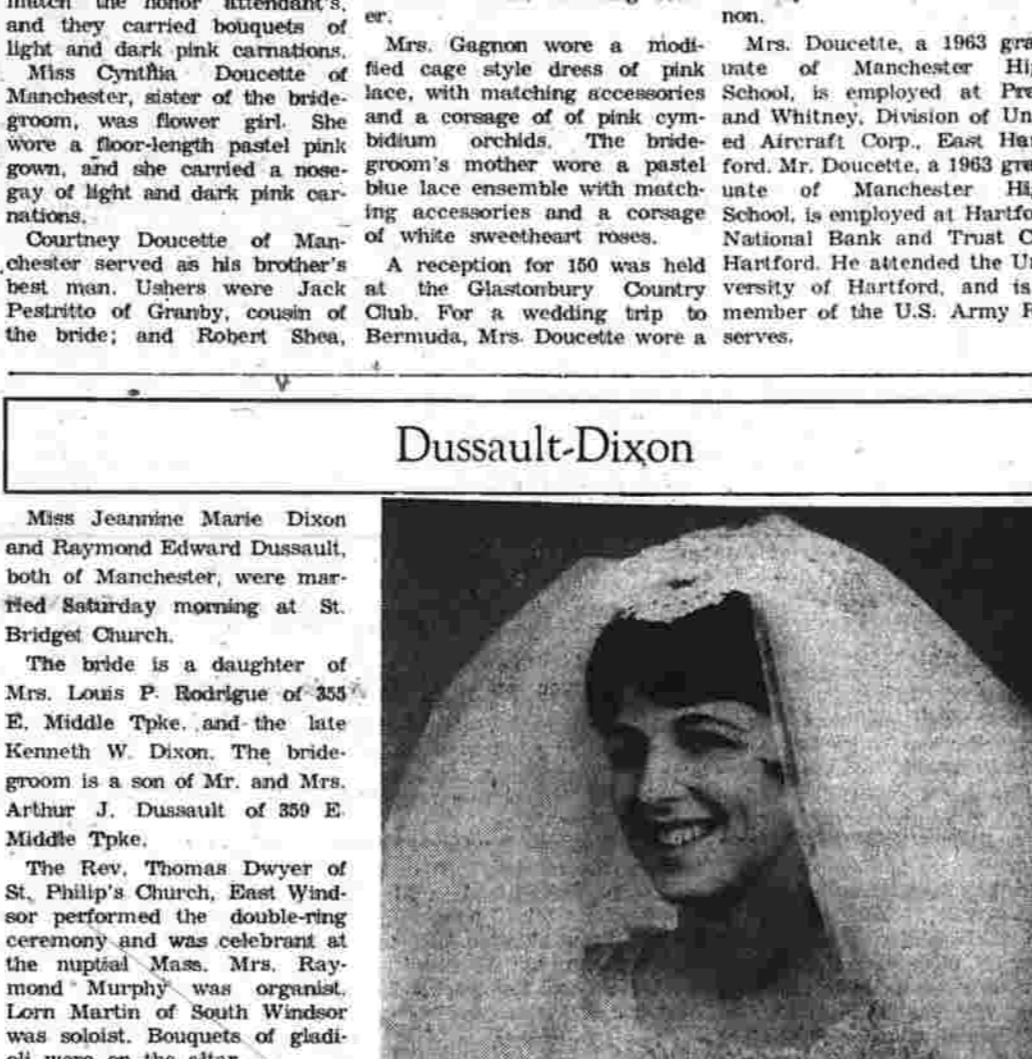 match the honor attendant's,
and they carried bouquets of
light and dark pink carnations.
Miss Cynthia Doucette of
Manchester, sister of the bride-
groom, was flower girl. She
wore a floor-length pastel pink
gown, and she carried a nose-
gay of light and dark pink car-
nations.
Courtney Doucette of Man-
chester served as his brother's
best man. Ushers were Jack
Pestritto of Granby, cousin of
the bride; and Robert Shea,
er.
Mrs. Gagnon wore a modi-
fied cage style dress of pink
lace, with matching accessories
and a corsage of of pink cym-
bidium orchids. The bride-
groom's mother wore a pastel
blue lace ensemble with match-
ing accessories and a corsage
of white sweetheart roses.
A reception for 150 was held
at the Glastonbury Country
Club. For a wedding trip to
Bermuda, Mrs. Doucette wore a
non.
Mrs. Doucette, a 1963 gra
uate of Manchester Hi
School, is employed at Pra
and Whitney, Division of Un
ed Aircraft Corp., East Har
ford. Mr. Doucette, a 1963 gra
uate of Manchester Hi
School, is employed at Hartfo
National Bank and Trust C
Hartford. He attended the Un
versity of Hartford, and is
member of the U.S. Army R
serves.
Dussault-Dixon
Miss Jeannine Marie Dixon
and Raymond Edward Dussault,
both of Manchester, were mar-
ried Saturday morning at St.
Bridget Church.
The bride is a daughter of
Mrs. Louis P. Rodrigue of 355
E. Middle Tpke. and the late
Kenneth W. Dixon. The bride-
groom is a son of Mr. and Mrs.
Arthur J. Dussault of 359 E.
Middle Tpke.
The Rev. Thomas Dwyer of
St. Philip's Church, East Wind-
sor performed the double-ring
ceremony and was celebrant at
the nuptial Mass. Mrs. Ray-
mond Murphy was organist.
Lorn Martin of South Windsor
was soloist. Bouquets of gladi-
oli were on the altar.